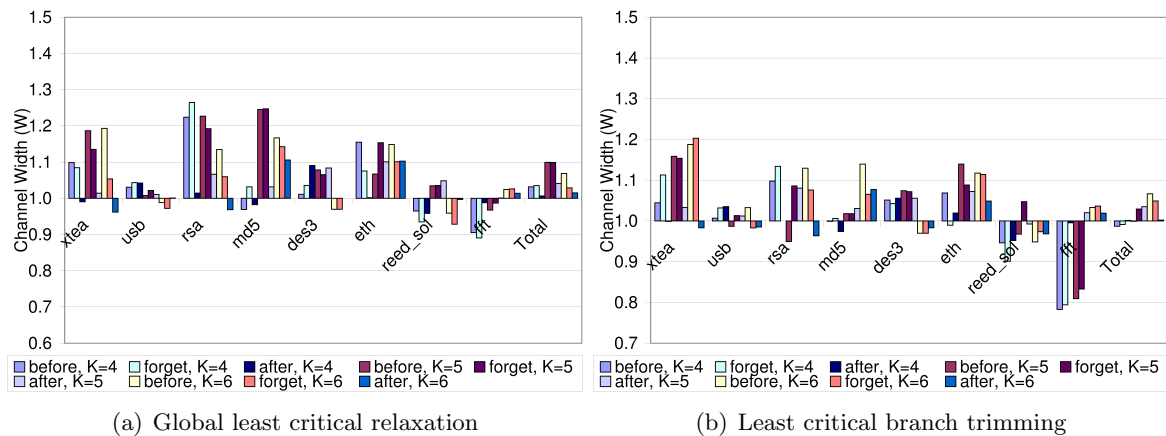 1.5
1.4
1.3
1.2
1.1
1.0
0.9
0.8
0.7
0.6
Channel Width (W)
xtea
usb
rsa
md5
des3
eth
reed_sol
fft
Total
before, K=4 forget, K=4 after, K=4 before, K=5 forget, K=5
after, K=5 before, K=6 forget, K=6 after, K=6
(a) Global least critical relaxation
1.5
1.4
1.3
1.2
1.1
1.0
0.9
0.8
0.7
Channel Width (W)
xtea
usb
rsa
md5
des3
eth
reed_sol
fft
Total
before, K=4 forget, K=4 after, K=4 before, K=5 forget, K=5
after, K=5 before, K=6 forget, K=6 after, K=6
(b) Least critical branch trimming